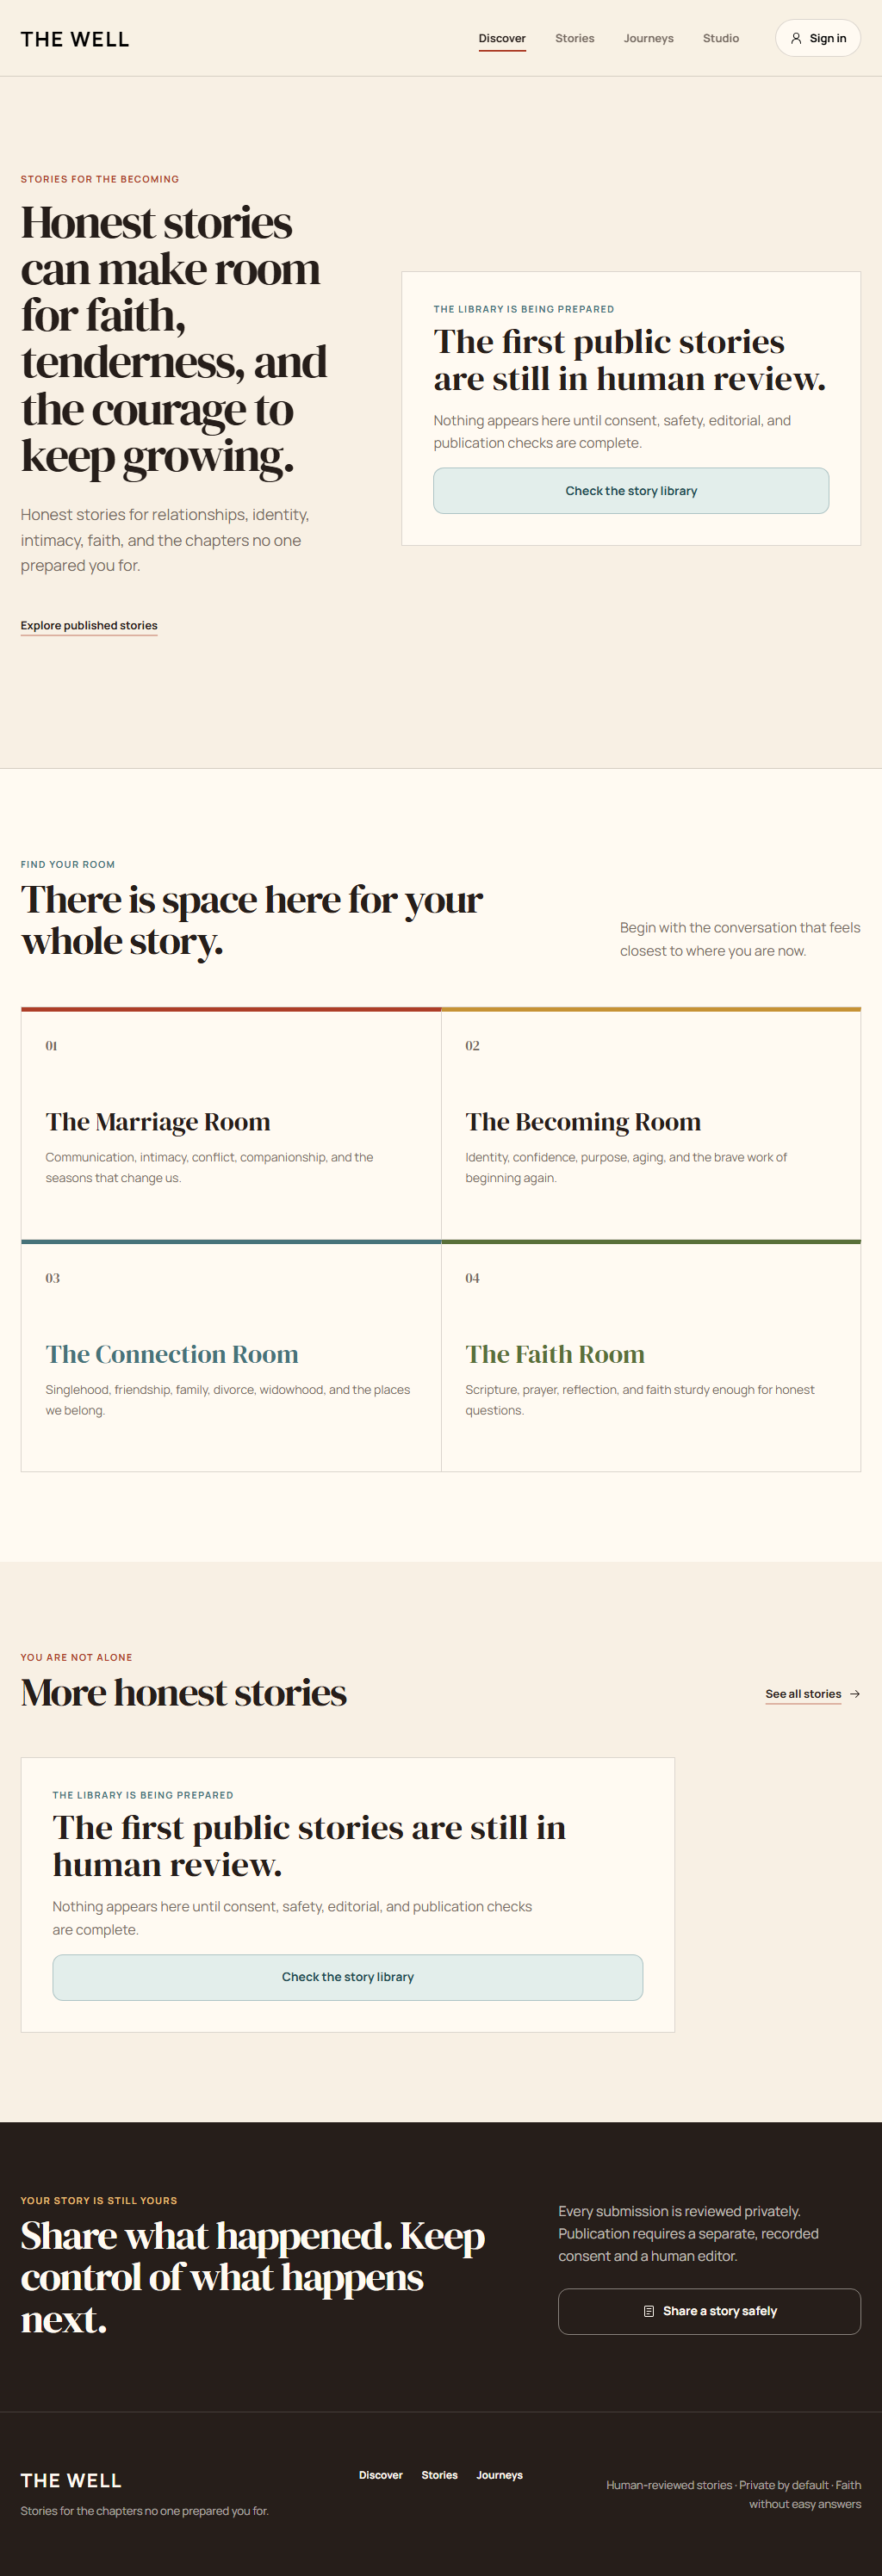 THE WELL
Discover
Stories
Journeys
Studio
Sign in
STORIES FOR THE BECOMING
Honest stories
can make room
for faith,
tenderness, and
the courage to
keep growing.
Honest stories for relationships, identity,
intimacy, faith, and the chapters no one
prepared you for.
Explore published stories
THE LIBRARY IS BEING PREPARED
The first public stories
are still in human review.
Nothing appears here until consent, safety, editorial, and
publication checks are complete.
Check the story library
FIND YOUR ROOM
There is space here for your
whole story.
Begin with the conversation that feels
closest to where you are now.
01
The Marriage Room
Communication, intimacy, conflict, companionship, and the
seasons that change us.
02
The Becoming Room
Identity, confidence, purpose, aging, and the brave work of
beginning again.
03
The Connection Room
Singlehood, friendship, family, divorce, widowhood, and the places
we belong.
04
The Faith Room
Scripture, prayer, reflection, and faith sturdy enough for honest
questions.
YOU ARE NOT ALONE
More honest stories
See all stories →
THE LIBRARY IS BEING PREPARED
The first public stories are still in
human review.
Nothing appears here until consent, safety, editorial, and publication checks
are complete.
Check the story library
YOUR STORY IS STILL YOURS
Share what happened. Keep
control of what happens
next.
Every submission is reviewed privately.
Publication requires a separate, recorded
consent and a human editor.
Share a story safely
THE WELL
Stories for the chapters no one prepared you for.
Discover
Stories
Journeys
Human-reviewed stories · Private by default · Faith
without easy answers